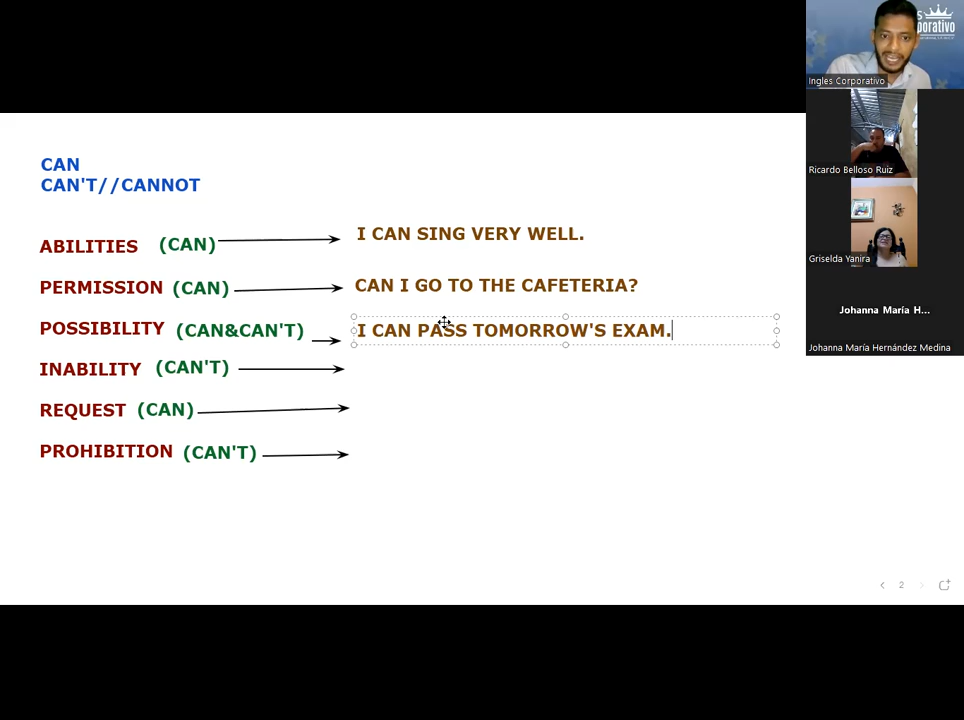 S
porativo
Ingles Corporativo
Ricardo Belloso Ruiz
Griselda Yanira
Johanna María H...
Johanna María Hernández Medina
CAN
CAN'T//CANNOT
ABILITIES (CAN) I CAN SING VERY WELL.
PERMISSION (CAN) CAN I GO TO THE CAFETERIA?
POSSIBILITY (CAN&CAN'T) I CAN PASS TOMORROW'S EXAM.
INABILITY (CAN'T)
REQUEST (CAN)
PROHIBITION (CAN'T)
2